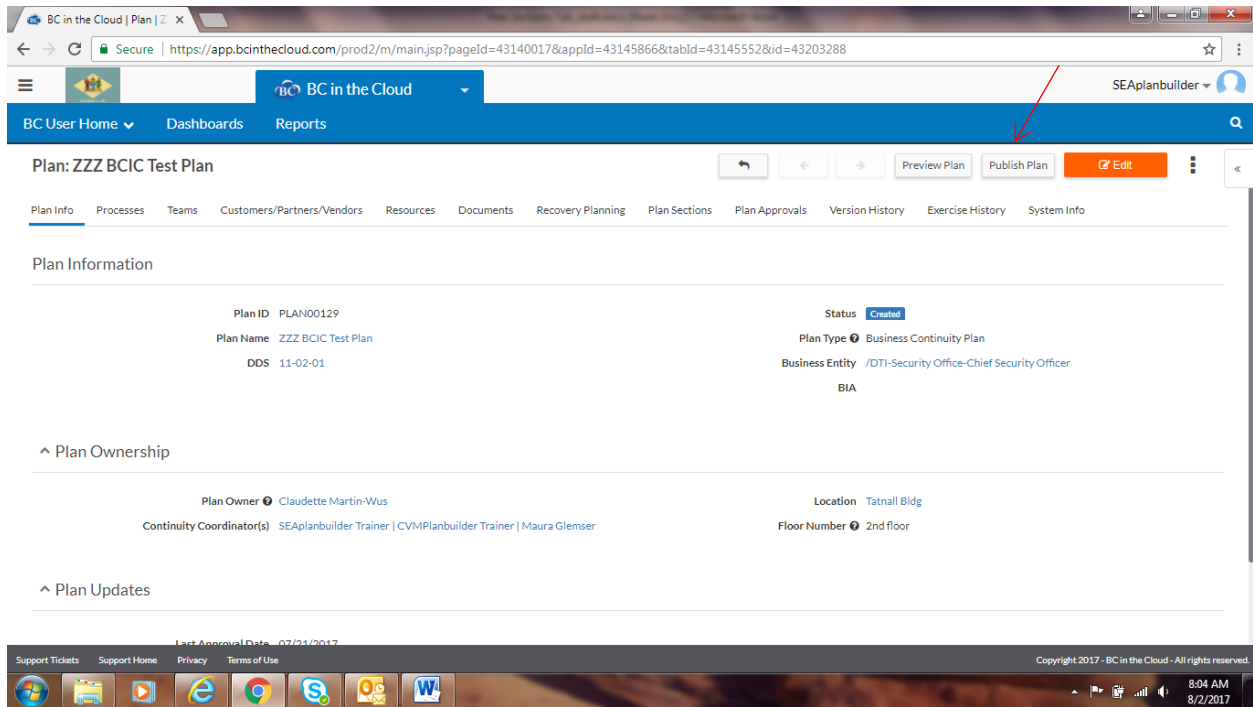 BC in the Cloud | Plan | Z
Secure https://app.bcinthecloud.com/prod2/m/main.jsp?pageId=43140017&appId=43145866&tabId=43145552&id=43203288
BC BC in the Cloud SEAplanbuilder
BC User Home Dashboards Reports
Plan: ZZZ BCIC Test Plan Preview Plan Publish Plan Edit
Plan Info Processes Teams Customers/Partners/Vendors Resources Documents Recovery Planning Plan Sections Plan Approvals Version History Exercise History System Info
Plan Information
Plan ID PLAN00129 Status Created
Plan Name ZZZ BCIC Test Plan Plan Type Business Continuity Plan
DDS 11-02-01 Business Entity /DTI-Security Office-Chief Security Officer
BIA
Plan Ownership
Plan Owner Claudette Martin-Wus Location Tatnall Bldg
Continuity Coordinator(s) SEAplanbuilder Trainer | CVMPlanbuilder Trainer | Maura Glemser Floor Number 2nd floor
Plan Updates
Last Approval Date 07/21/2017
Support Tickets Support Home Privacy Terms of Use Copyright 2017 - BC in the Cloud - All rights reserved.
8:04 AM
8/2/2017